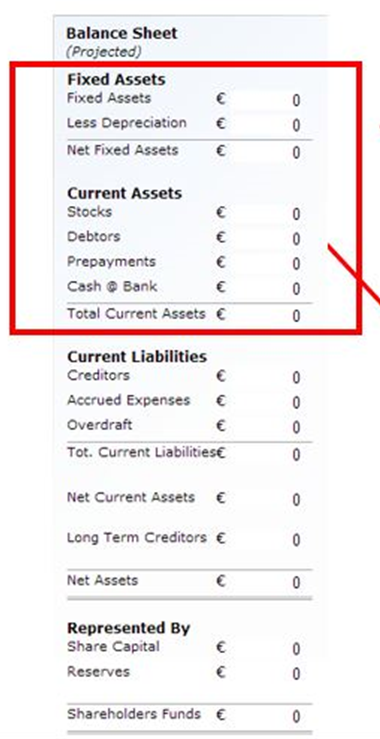 Balance Sheet
(Projected)
Fixed Assets
Fixed Assets € 0
Less Depreciation € 0
Net Fixed Assets € 0
Current Assets
Stocks € 0
Debtors € 0
Prepayments € 0
Cash @ Bank € 0
Total Current Assets € 0
Current Liabilities
Creditors € 0
Accrued Expenses € 0
Overdraft € 0
Tot. Current Liabilities€ 0
Net Current Assets € 0
Long Term Creditors € 0
Net Assets € 0
Represented By
Share Capital € 0
Reserves € 0
Shareholders Funds € 0